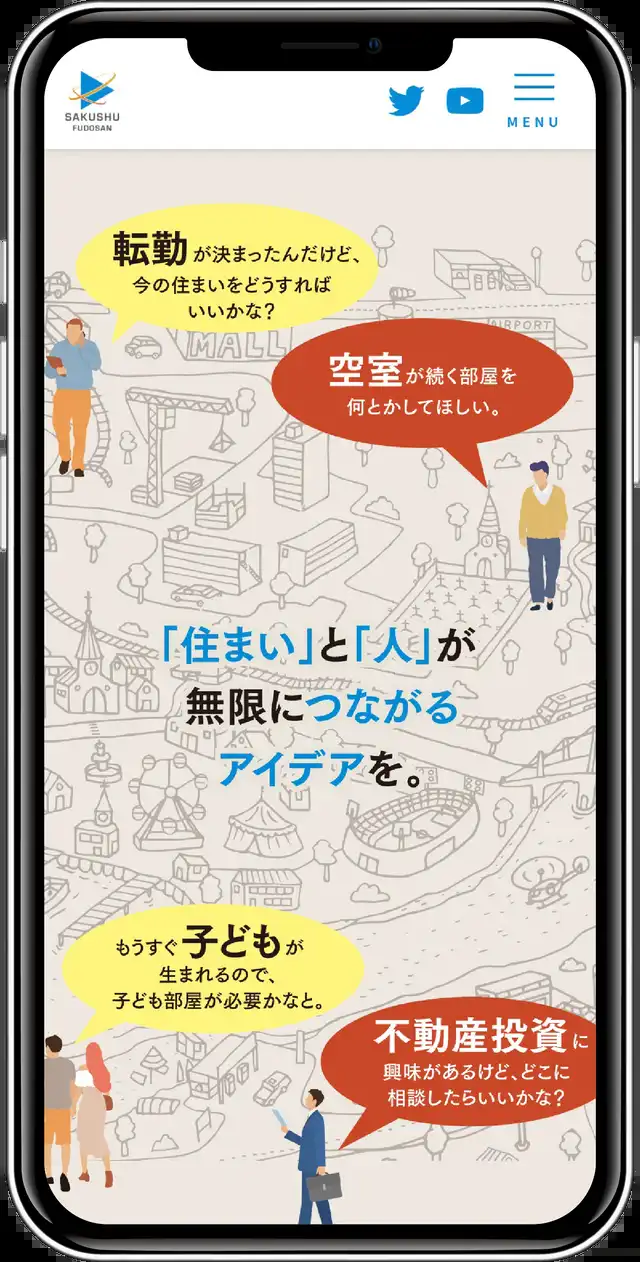 SAKUSHU
FUDOSAN
MENU
転勤が決まったんだけど、
今の住まいをどうすれば
いいかな?
MALL
AIRPORT
空室が続く部屋を
何とかしてほしい。
「住まい」と「人」が
無限につながる
アイデアを。
もうすぐ子どもが
生まれるので、
子ども部屋が必要かなと。
不動産投資に
興味があるけど、どこに
相談したらいいかな?